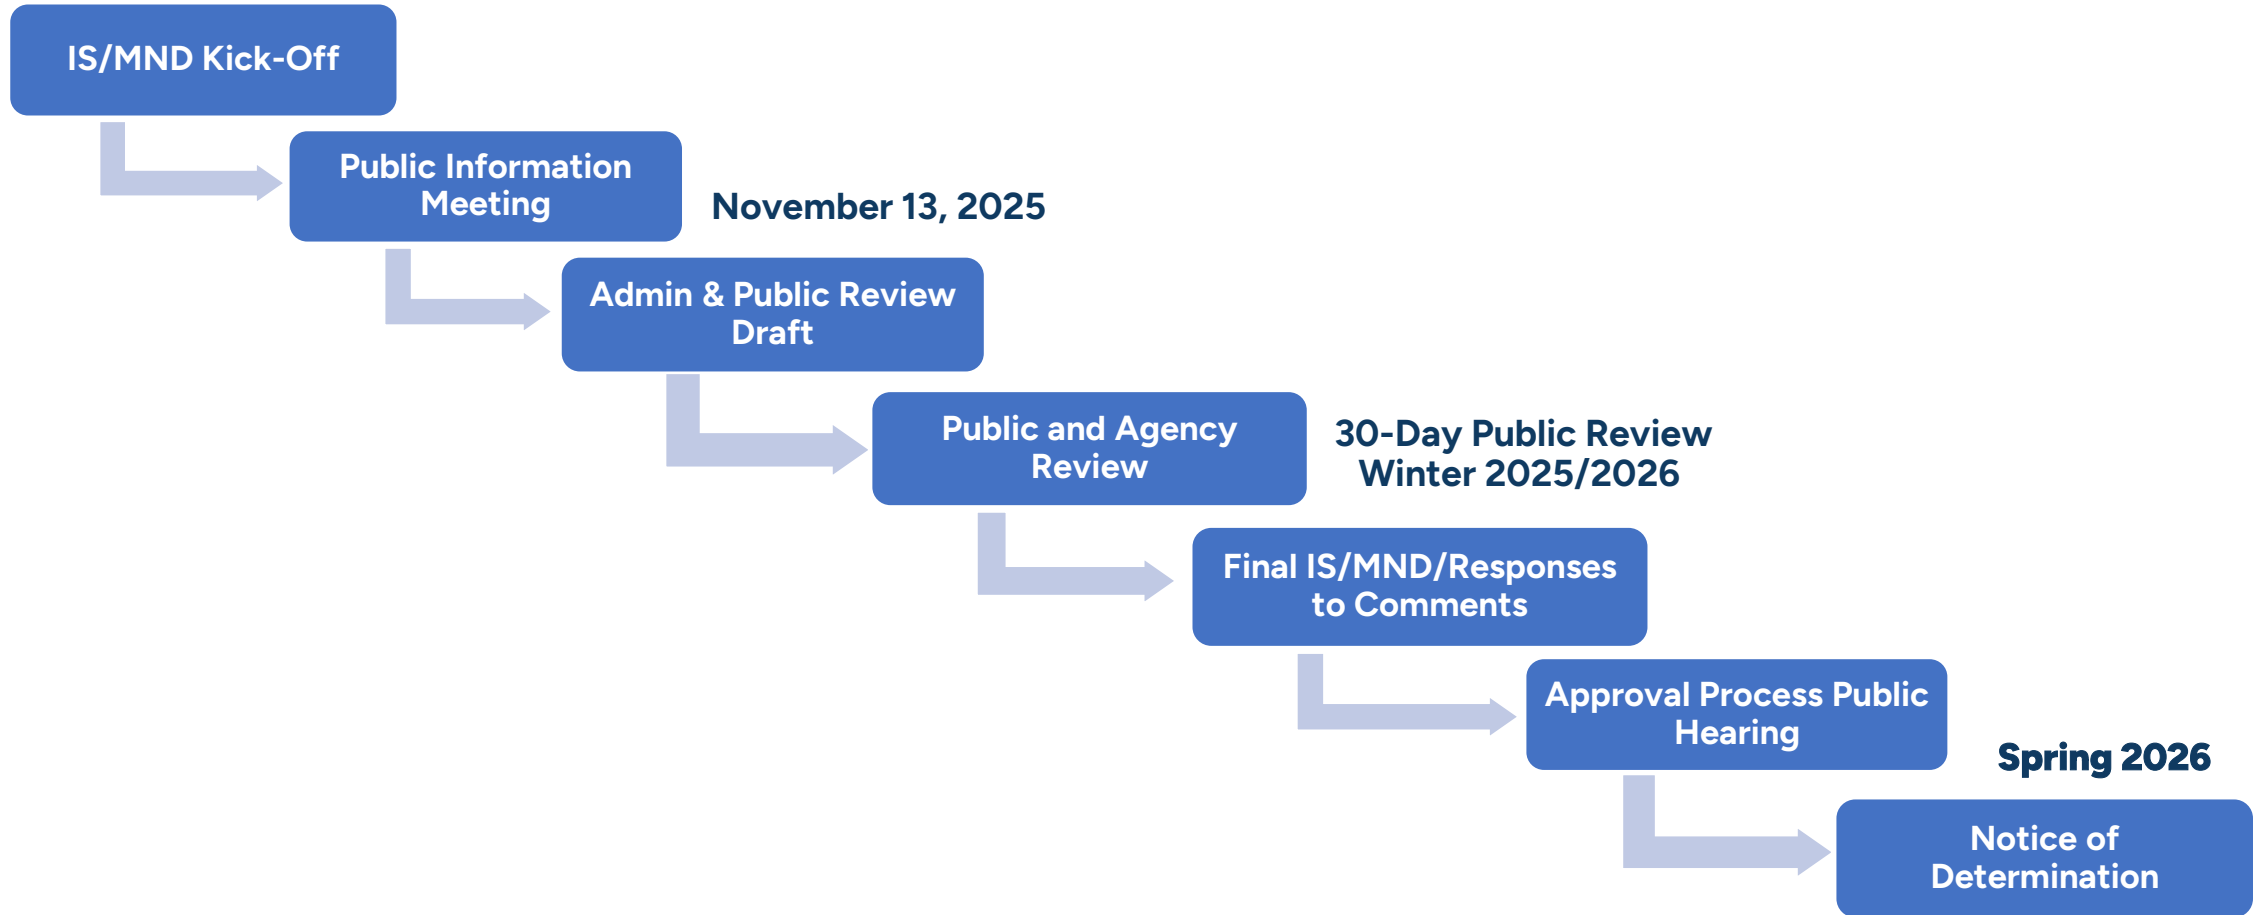 IS/MND Kick-Off
Public Information
Meeting
November 13, 2025
Admin & Public Review
Draft
Public and Agency
Review
30-Day Public Review
Winter 2025/2026
Final IS/MND/Responses
to Comments
Approval Process Public
Hearing
Spring 2026
Notice of
Determination